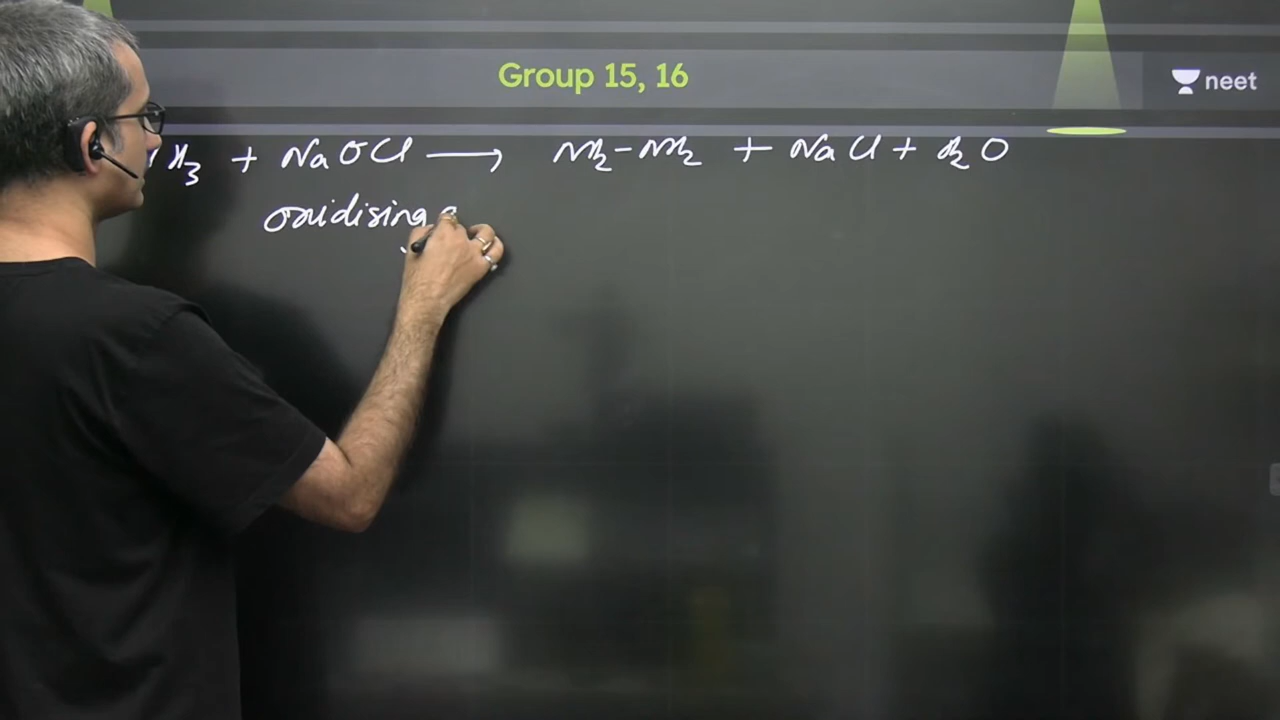 Group 15, 16
neet
H₃ + NaOCl ⟶ NH₂-NH₂ + NaCl + H₂O
oxidising